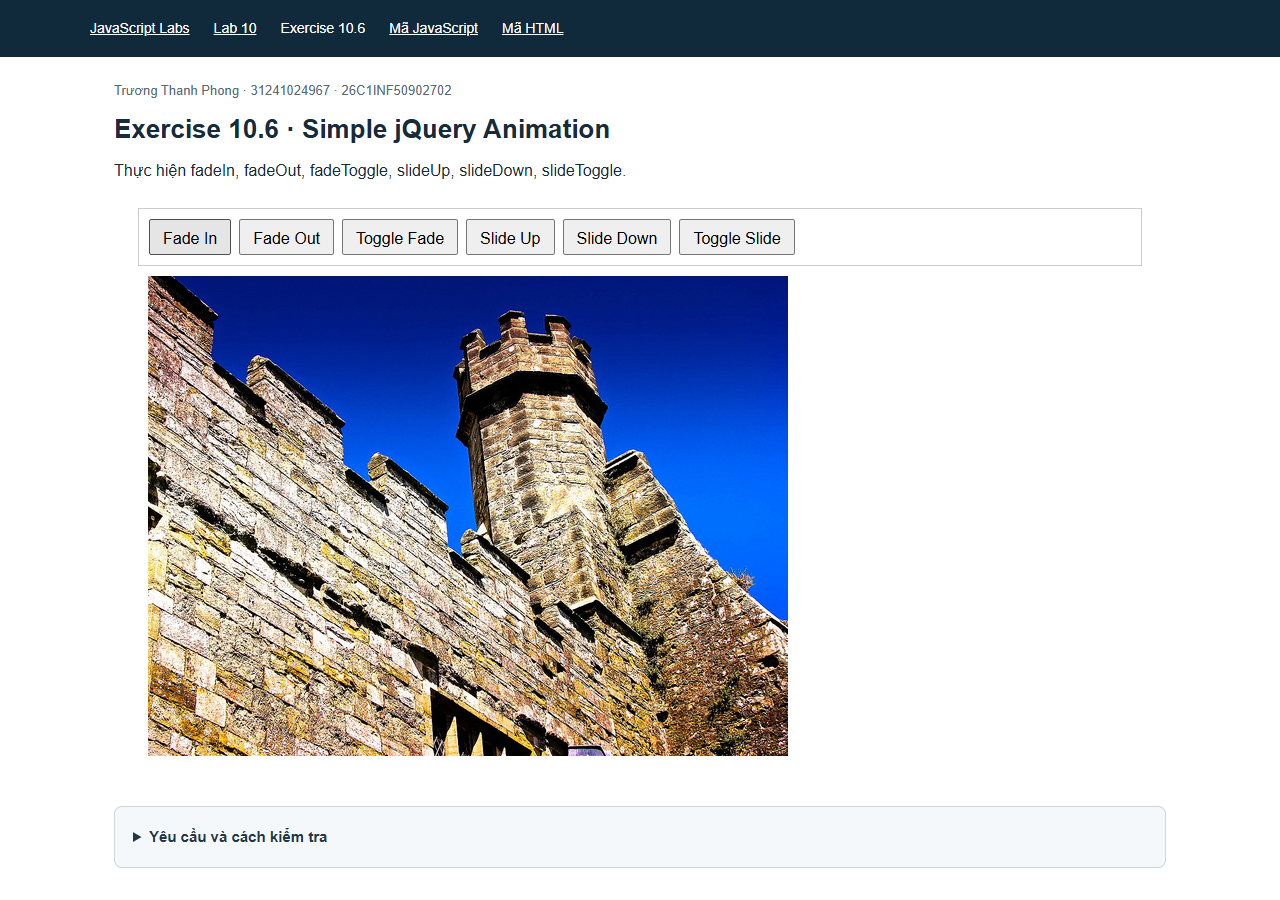 JavaScript Labs Lab 10 Exercise 10.6 Mã JavaScript Mã HTML
Trương Thanh Phong · 31241024967 · 26C1INF50902702
Exercise 10.6 · Simple jQuery Animation
Thực hiện fadeIn, fadeOut, fadeToggle, slideUp, slideDown, slideToggle.
Fade In Fade Out Toggle Fade Slide Up Slide Down Toggle Slide
Yêu cầu và cách kiểm tra